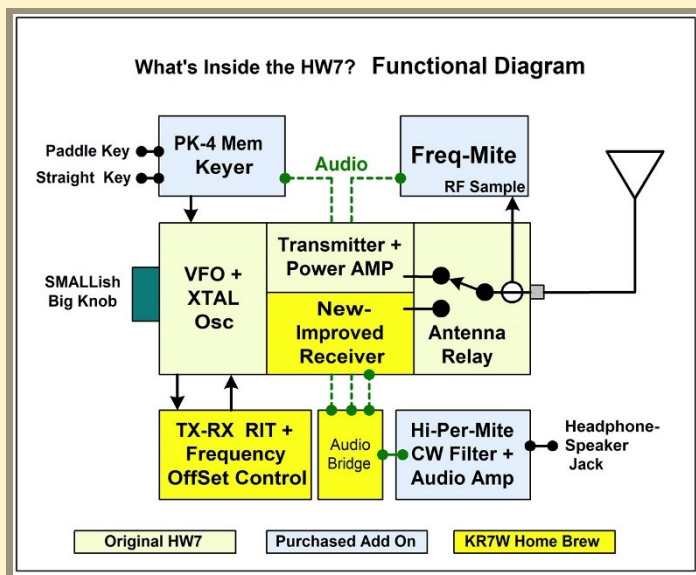 What's Inside the HW7? Functional Diagram
Paddle Key
Straight Key
PK-4 Mem
Keyer
Audio
Freq-Mite
RF Sample
SMALLish
Big Knob
VFO +
XTAL
Osc
Transmitter +
Power AMP
New-
Improved
Receiver
Antenna
Relay
TX-RX RIT +
Frequency
OffSet Control
Audio
Bridge
Hi-Per-Mite
CW Filter +
Audio Amp
Headphone-
Speaker
Jack
Original HW7
Purchased Add On
KR7W Home Brew